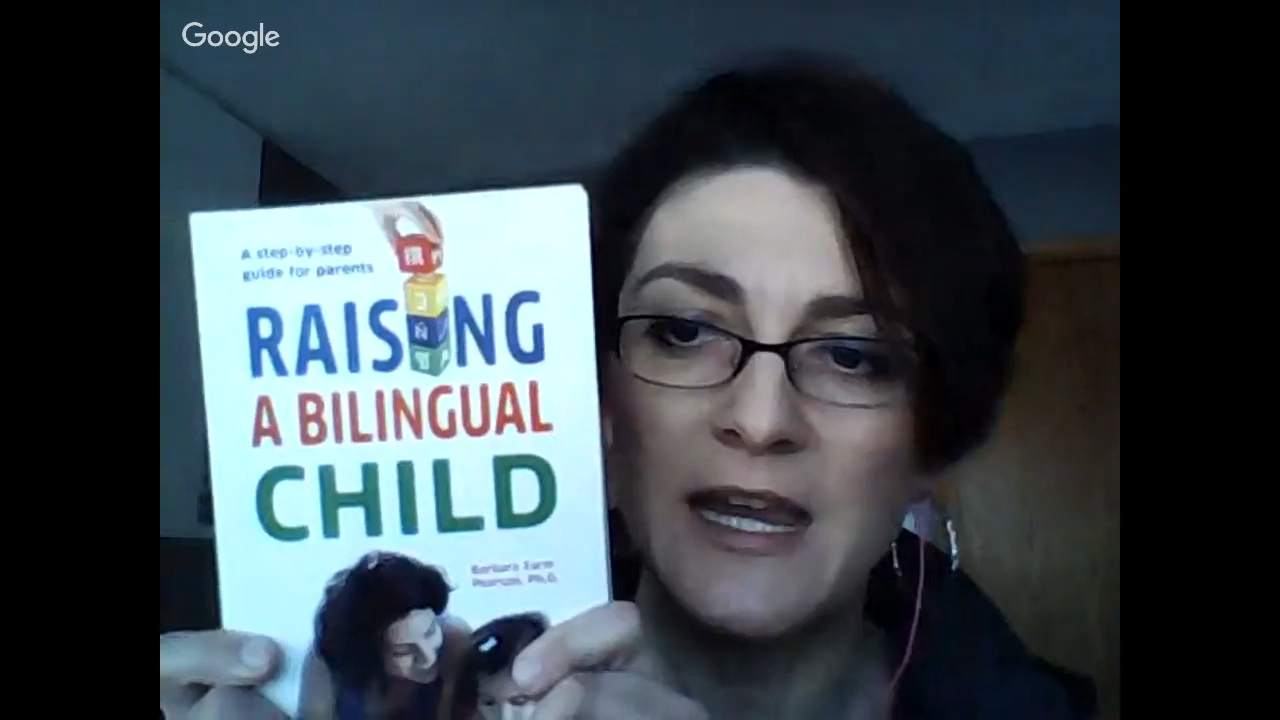 Google
A step-by-step
guide for parents
RAISING
A BILINGUAL
CHILD
Barbara Zurer
Pearson, Ph.D.